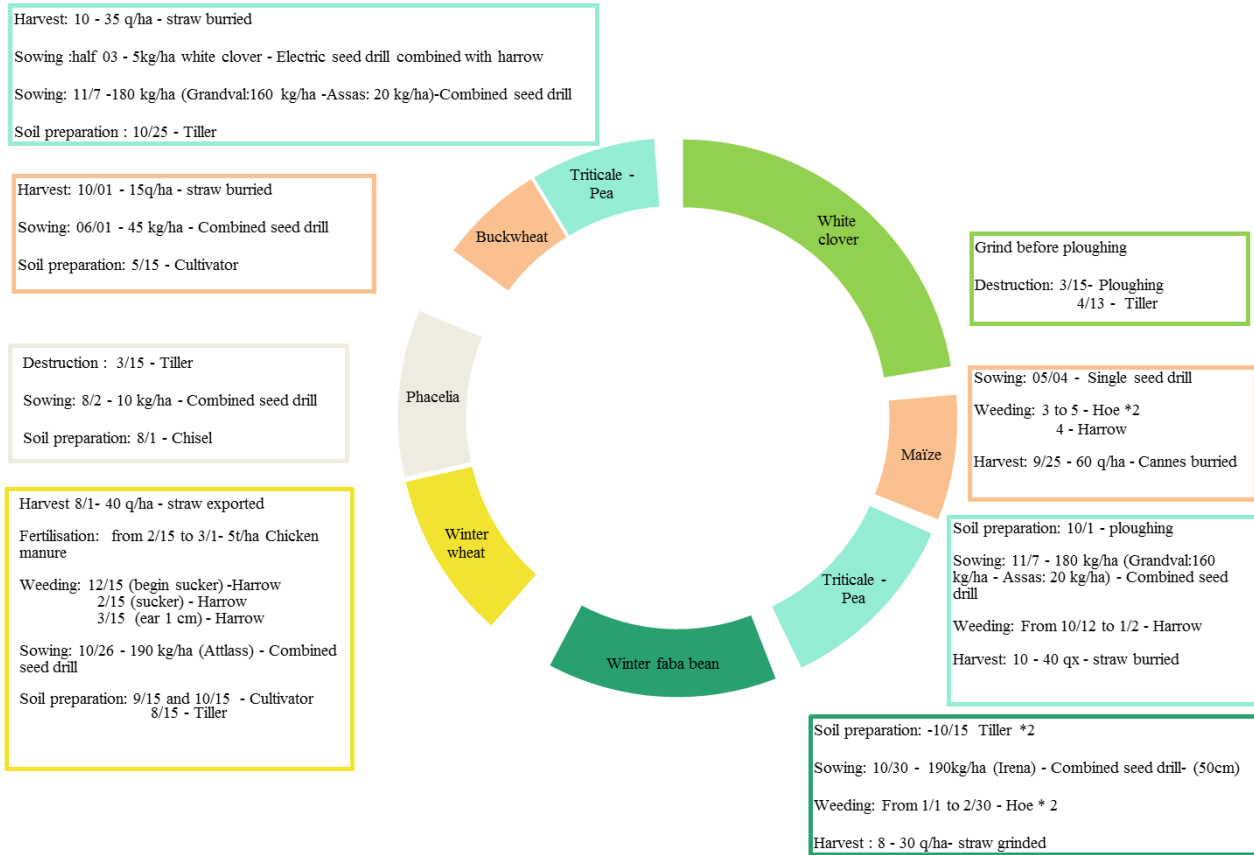 Harvest: 10 - 35 q/ha - straw burried
Sowing :half 03 - 5kg/ha white clover - Electric seed drill combined with harrow
Sowing: 11/7 -180 kg/ha (Grandval:160 kg/ha -Assas: 20 kg/ha)-Combined seed drill
Soil preparation : 10/25 - Tiller
Harvest: 10/01 - 15q/ha - straw burried
Sowing: 06/01 - 45 kg/ha - Combined seed drill
Soil preparation: 5/15 - Cultivator
Destruction : 3/15 - Tiller
Sowing: 8/2 - 10 kg/ha - Combined seed drill
Soil preparation: 8/1 - Chisel
Harvest 8/1- 40 q/ha - straw exported
Fertilisation: from 2/15 to 3/1- 5t/ha Chicken
manure
Weeding: 12/15 (begin sucker) -Harrow
2/15 (sucker) - Harrow
3/15 (ear 1 cm) - Harrow
Sowing: 10/26 - 190 kg/ha (Attlass) - Combined
seed drill
Soil preparation: 9/15 and 10/15 - Cultivator
8/15 - Tiller
Triticale -
Pea
Buckwheat
Phacelia
Winter
wheat
Winter faba bean
Triticale -
Pea
Maïze
White
clover
Grind before ploughing
Destruction: 3/15- Ploughing
4/13 - Tiller
Sowing: 05/04 - Single seed drill
Weeding: 3 to 5 - Hoe *2
4 - Harrow
Harvest: 9/25 - 60 q/ha - Cannes burried
Soil preparation: 10/1 - ploughing
Sowing: 11/7 - 180 kg/ha (Grandval:160
kg/ha - Assas: 20 kg/ha) - Combined seed
drill
Weeding: From 10/12 to 1/2 - Harrow
Harvest: 10 - 40 qx - straw burried
Soil preparation: -10/15 Tiller *2
Sowing: 10/30 - 190kg/ha (Irena) - Combined seed drill- (50cm)
Weeding: From 1/1 to 2/30 - Hoe * 2
Harvest : 8 - 30 q/ha- straw grinded